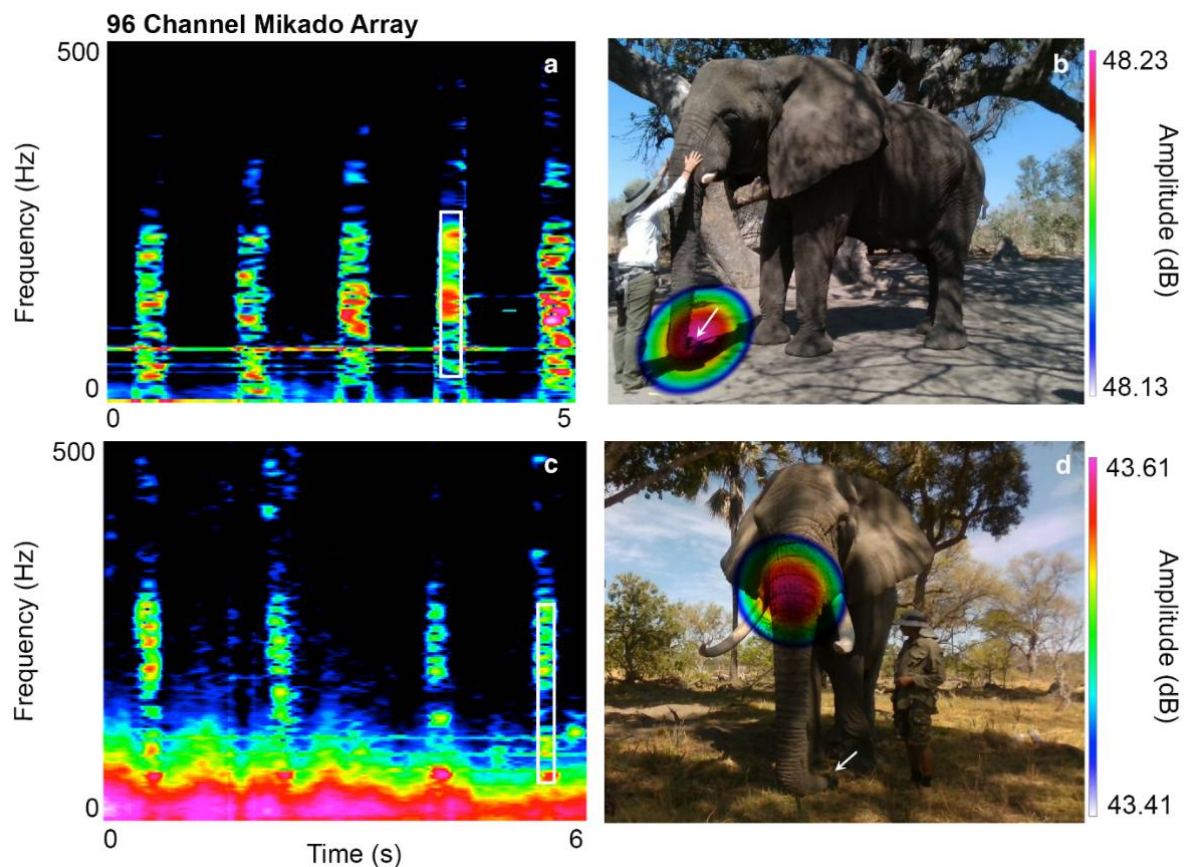 96 Channel Mikado Array
500
a
b
48.23
Frequency (Hz)
Amplitude (dB)
0
0
5
48.13
500
c
d
43.61
Frequency (Hz)
Amplitude (dB)
0
0
6
43.41
Time (s)